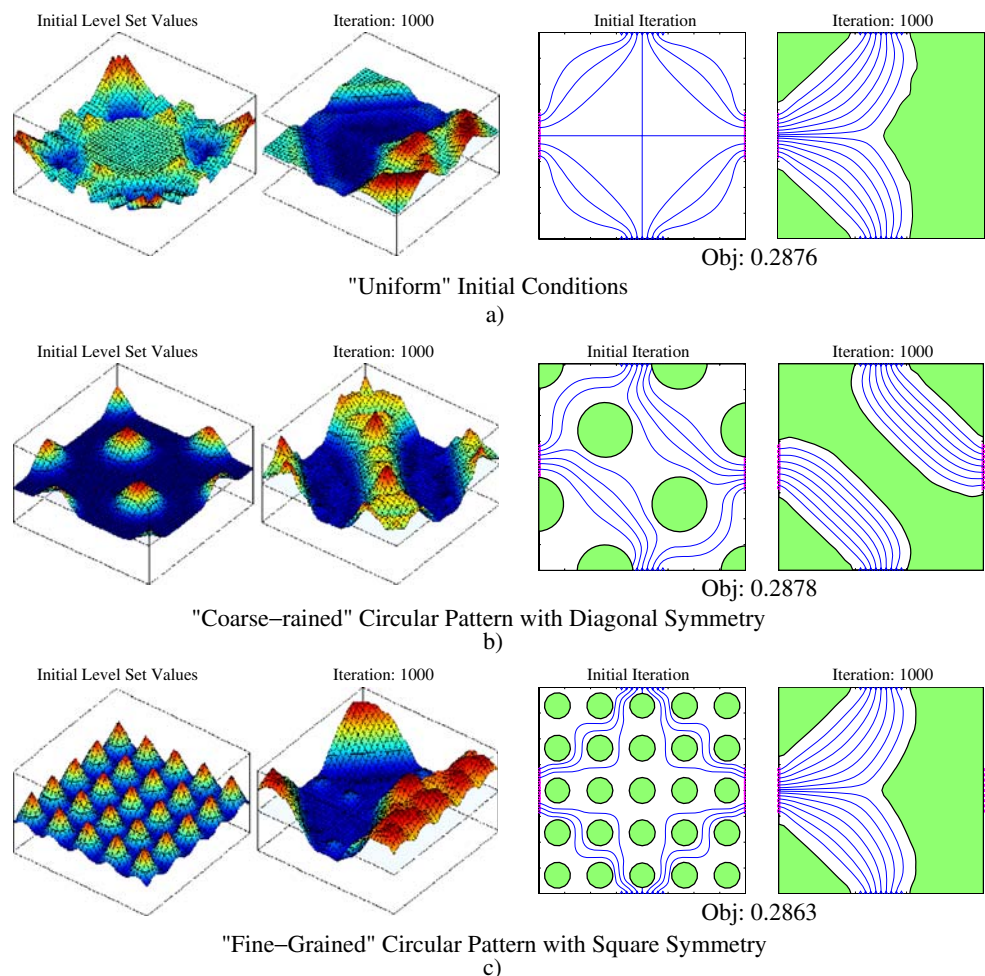 Initial Level Set Values
Iteration: 1000
Initial Iteration
Iteration: 1000
Obj: 0.2876
"Uniform" Initial Conditions
a)
Initial Level Set Values
Iteration: 1000
Initial Iteration
Iteration: 1000
Obj: 0.2878
"Coarse−rained" Circular Pattern with Diagonal Symmetry
b)
Initial Level Set Values
Iteration: 1000
Initial Iteration
Iteration: 1000
Obj: 0.2863
"Fine−Grained" Circular Pattern with Square Symmetry
c)